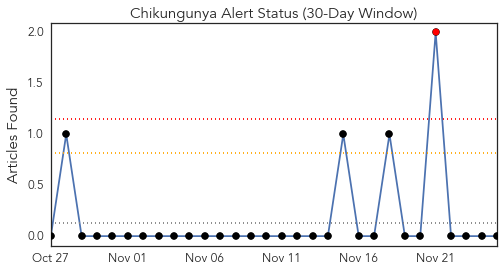 Chikungunya Alert Status (30-Day Window)
Articles Found
2.0
1.5
1.0
0.5
0.0
Oct 27
Nov 01
Nov 06
Nov 11
Nov 16
Nov 21